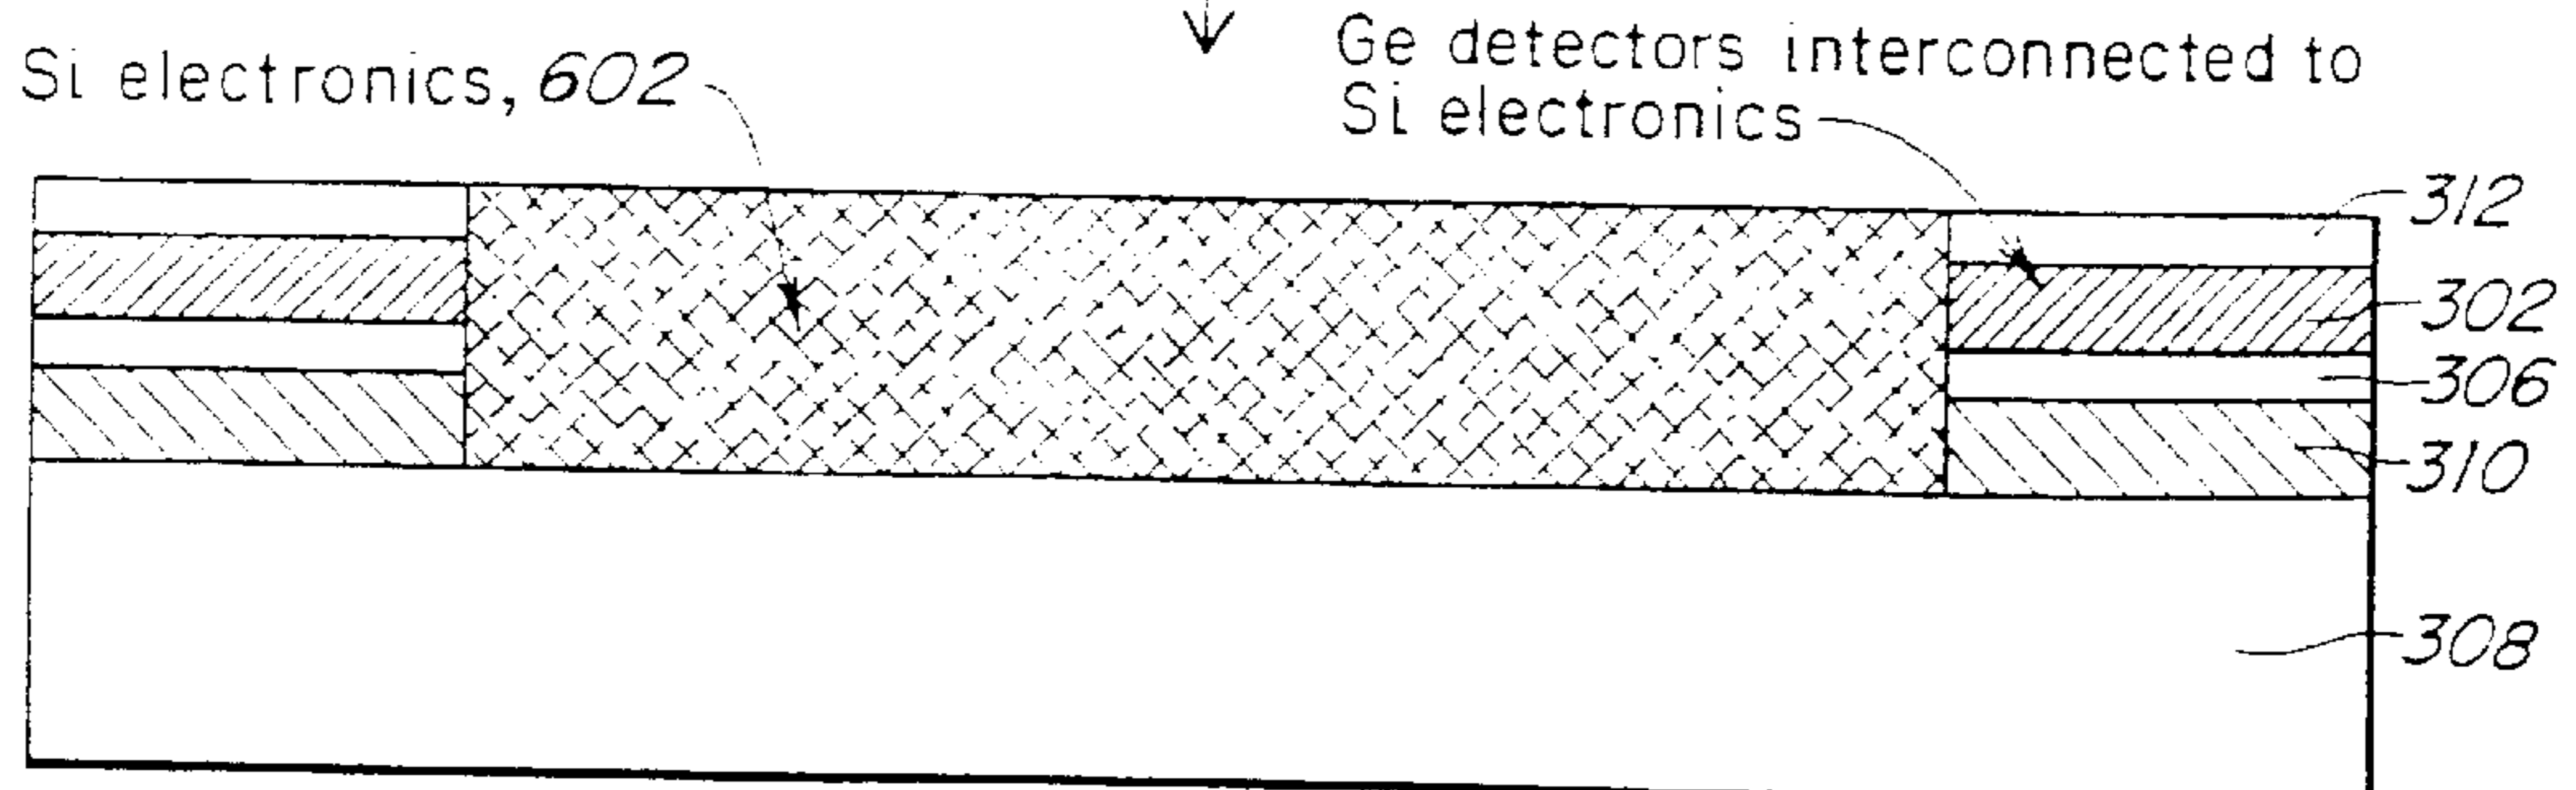 Si electronics, 602
Ge detectors interconnected to
Si electronics
312
302
306
310
308